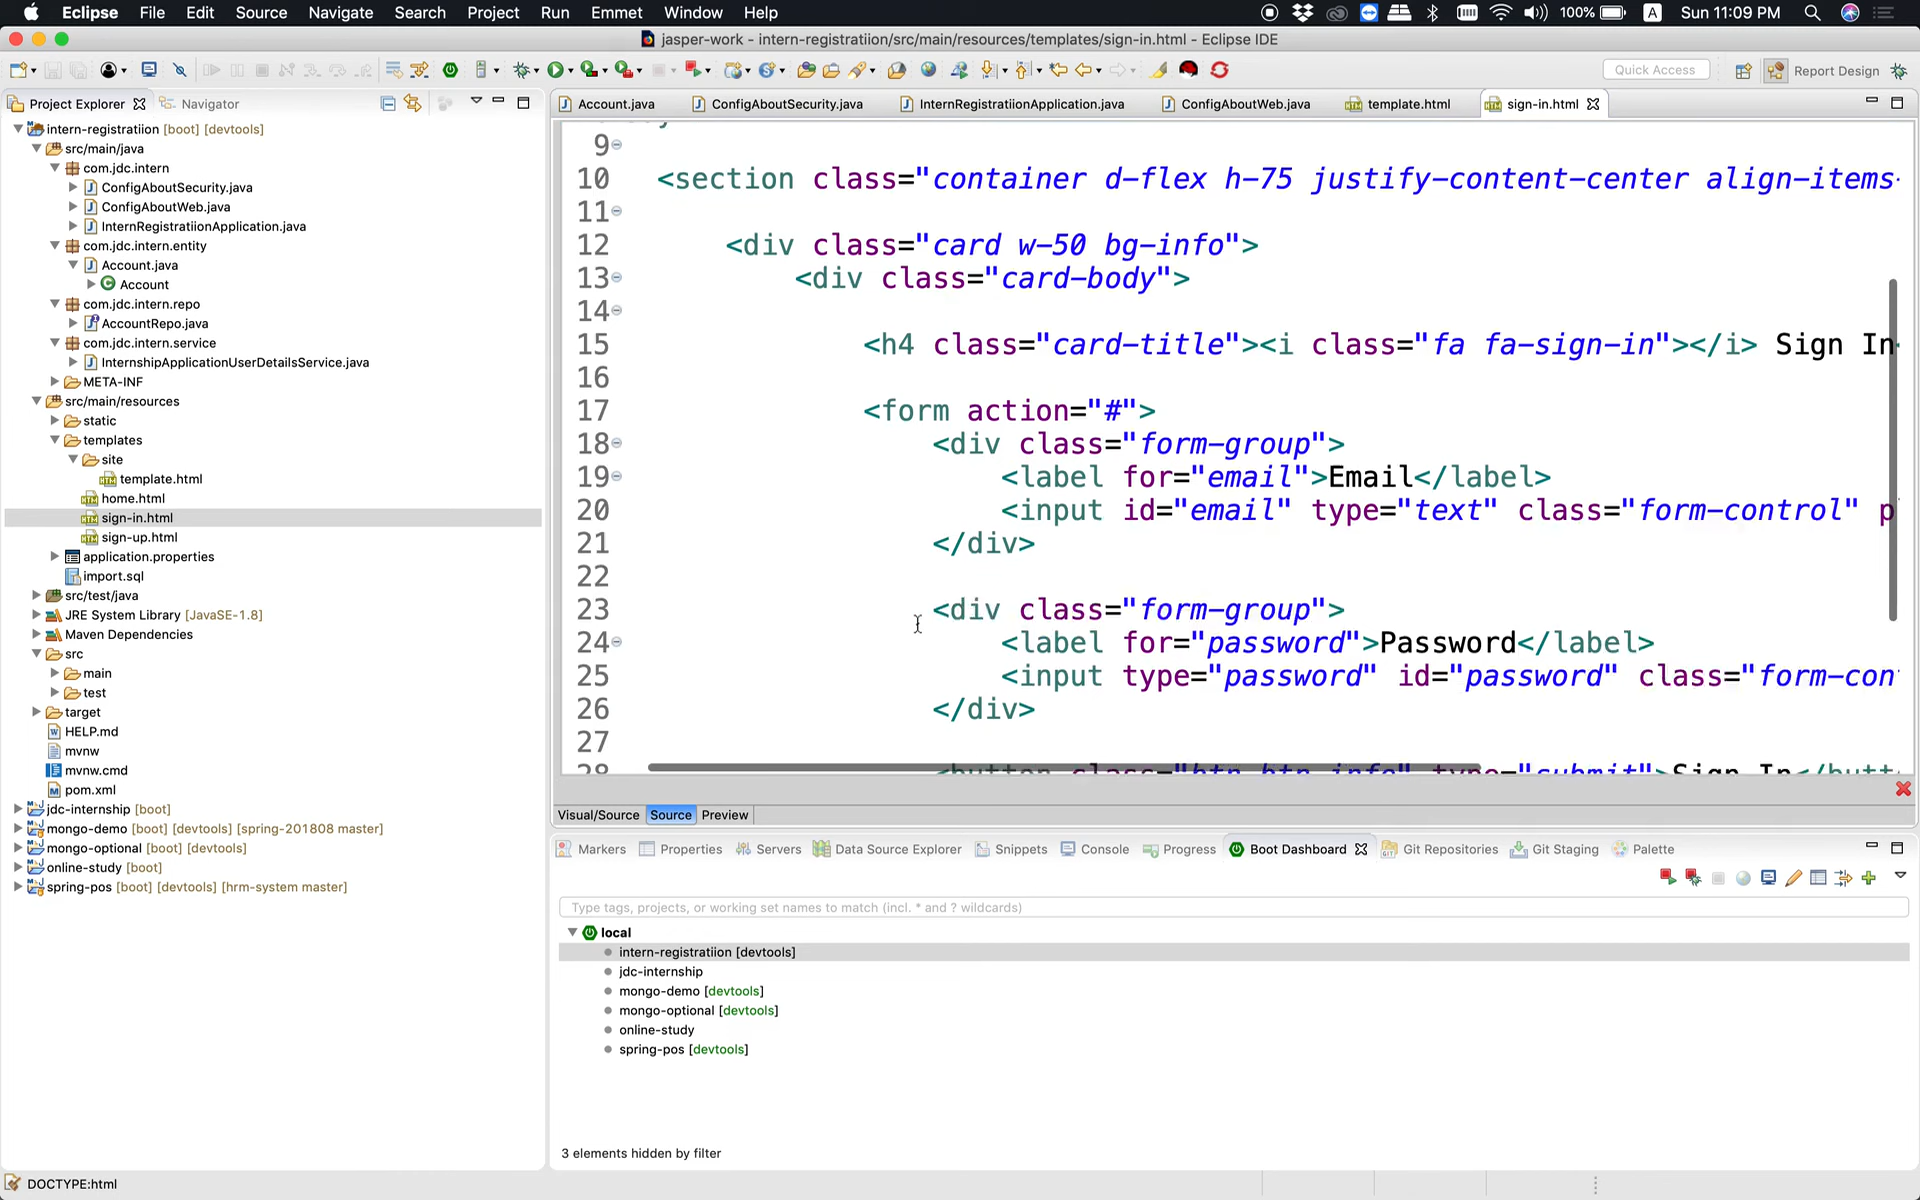 Eclipse File Edit Source Navigate Search Project Run Emmet Window Help 100% A Sun 11:09 PM
jasper-work - intern-registratiion/src/main/resources/templates/sign-in.html - Eclipse IDE
Quick Access Report Design
Project Explorer Navigator
intern-registratiion [boot] [devtools]
src/main/java
com.jdc.intern
ConfigAboutSecurity.java
ConfigAboutWeb.java
InternRegistratiionApplication.java
com.jdc.intern.entity
Account.java
Account
com.jdc.intern.repo
AccountRepo.java
com.jdc.intern.service
InternshipApplicationUserDetailsService.java
META-INF
src/main/resources
static
templates
site
template.html
home.html
sign-in.html
sign-up.html
application.properties
import.sql
src/test/java
JRE System Library [JavaSE-1.8]
Maven Dependencies
src
main
test
target
HELP.md
mvnw
mvnw.cmd
pom.xml
jdc-internship [boot]
mongo-demo [boot] [devtools] [spring-201808 master]
mongo-optional [boot] [devtools]
online-study [boot]
spring-pos [boot] [devtools] [hrm-system master]
Account.java ConfigAboutSecurity.java InternRegistratiionApplication.java ConfigAboutWeb.java template.html sign-in.html
9
10 <section class="container d-flex h-75 justify-content-center align-items-
11
12 <div class="card w-50 bg-info">
13 <div class="card-body">
14
15 <h4 class="card-title"><i class="fa fa-sign-in"></i> Sign In
16
17 <form action="#">
18 <div class="form-group">
19 <label for="email">Email</label>
20 <input id="email" type="text" class="form-control" p
21 </div>
22
23 <div class="form-group">
24 <label for="password">Password</label>
25 <input type="password" id="password" class="form-con
26 </div>
27
28 <button class="btn btn-info" type="submit">Sign In</butt
Visual/Source Source Preview
Markers Properties Servers Data Source Explorer Snippets Console Progress Boot Dashboard Git Repositories Git Staging Palette
Type tags, projects, or working set names to match (incl. * and ? wildcards)
local
intern-registratiion [devtools]
jdc-internship
mongo-demo [devtools]
mongo-optional [devtools]
online-study
spring-pos [devtools]
3 elements hidden by filter
DOCTYPE:html